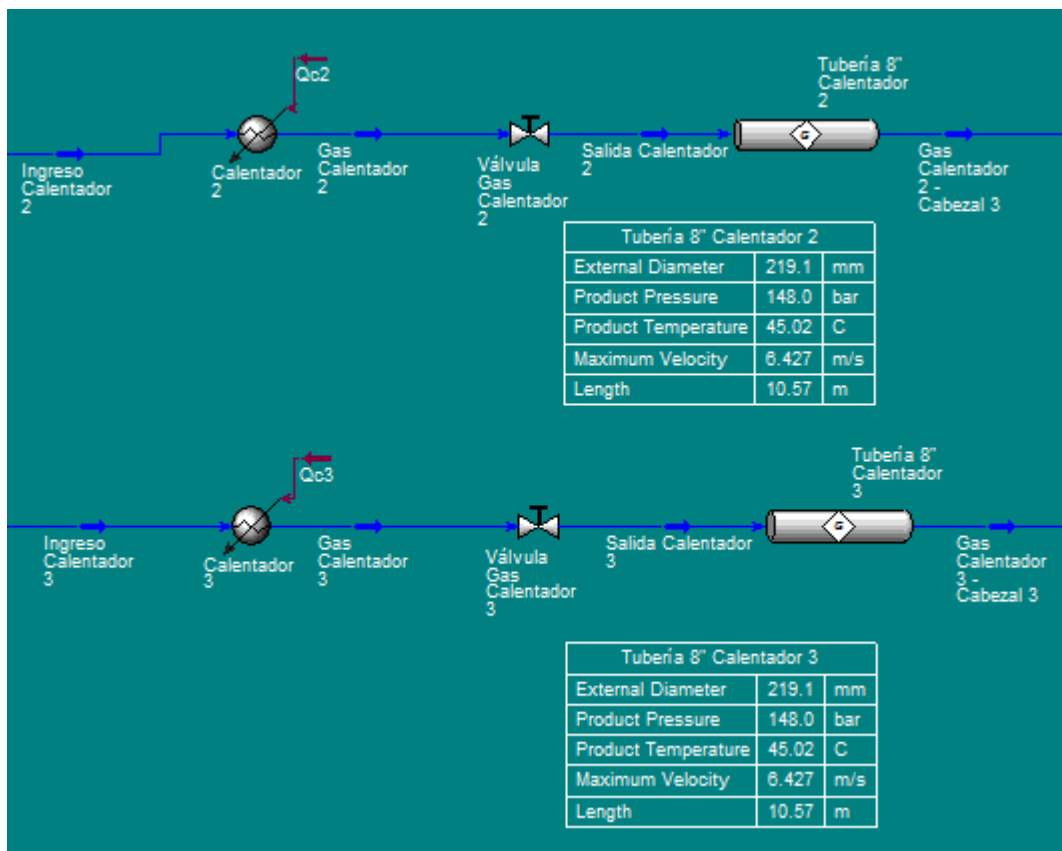 Qc2
Tubería 8"
Calentador
2
Ingreso
Calentador
2
Calentador
2
Gas
Calentador
2
Válvula
Gas
Calentador
2
Salida Calentador
2
G
Gas
Calentador
2 -
Cabezal 3
Tubería 8" Calentador 2
External Diameter 219.1 mm
Product Pressure 148.0 bar
Product Temperature 45.02 C
Maximum Velocity 6.427 m/s
Length 10.57 m
Qc3
Tubería 8"
Calentador
3
Ingreso
Calentador
3
Calentador
3
Gas
Calentador
3
Válvula
Gas
Calentador
3
Salida Calentador
3
G
Gas
Calentador
3 -
Cabezal 3
Tubería 8" Calentador 3
External Diameter 219.1 mm
Product Pressure 148.0 bar
Product Temperature 45.02 C
Maximum Velocity 6.427 m/s
Length 10.57 m